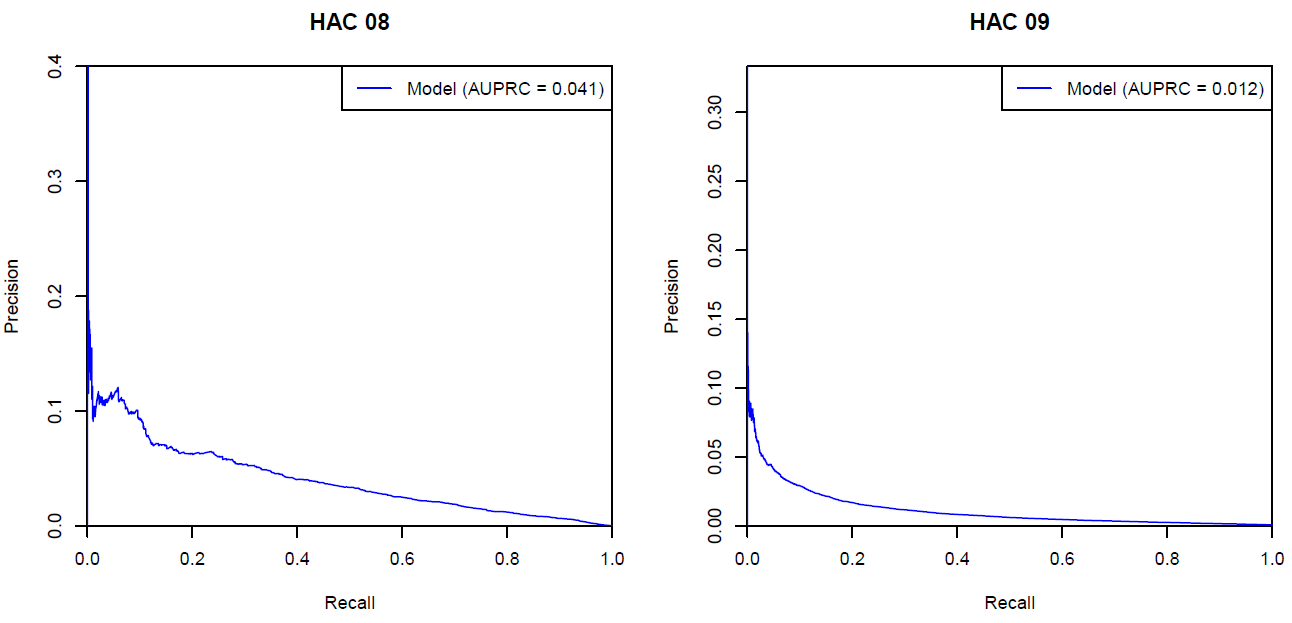 HAC 08
Model (AUPRC = 0.041)
0.4
0.3
0.2
0.1
0.0
Precision
0.0 0.2 0.4 0.6 0.8 1.0
Recall
HAC 09
Model (AUPRC = 0.012)
0.30
0.25
0.20
0.15
0.10
0.05
0.00
Precision
0.0 0.2 0.4 0.6 0.8 1.0
Recall